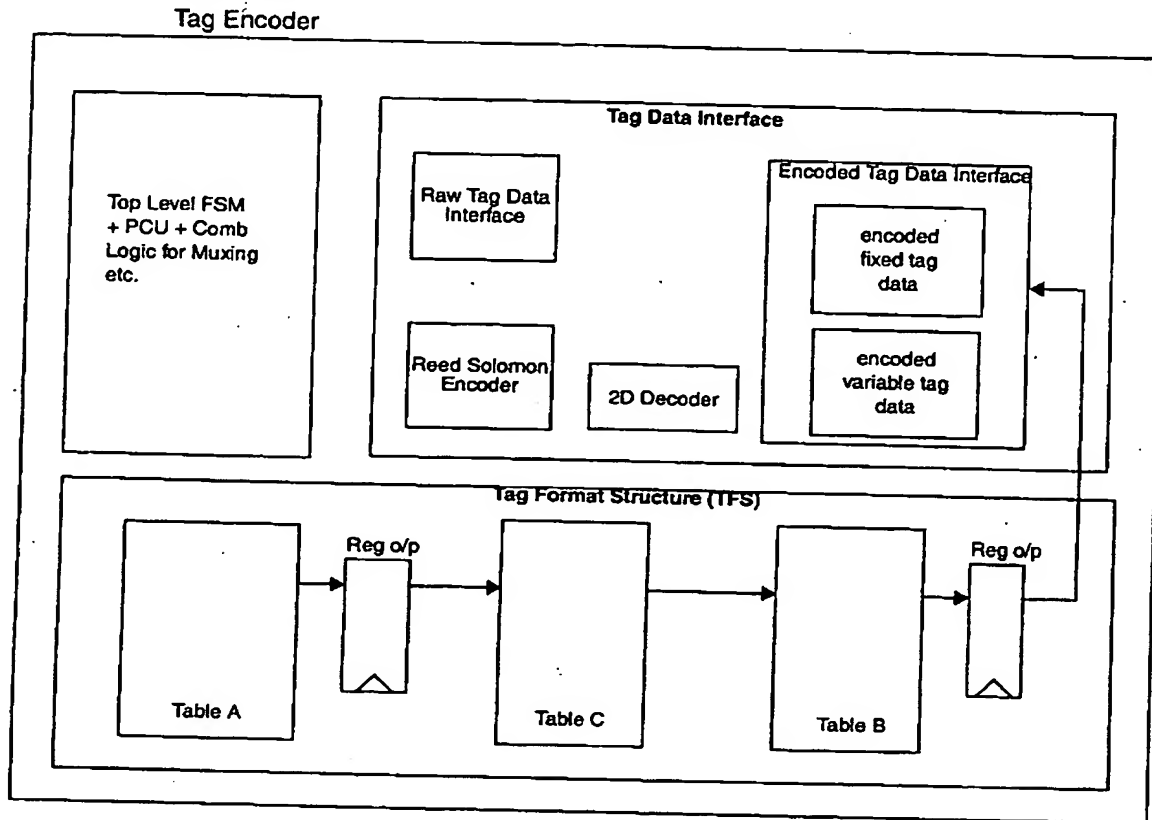 Tag Encoder
Top Level FSM
+ PCU + Comb
Logic for Muxing
etc.
Tag Data Interface
Raw Tag Data
Interface
Reed Solomon
Encoder
2D Decoder
Encoded Tag Data Interface
encoded
fixed tag
data
encoded
variable tag
data
Tag Format Structure (TFS)
Table A
Reg o/p
Table C
Table B
Reg o/p